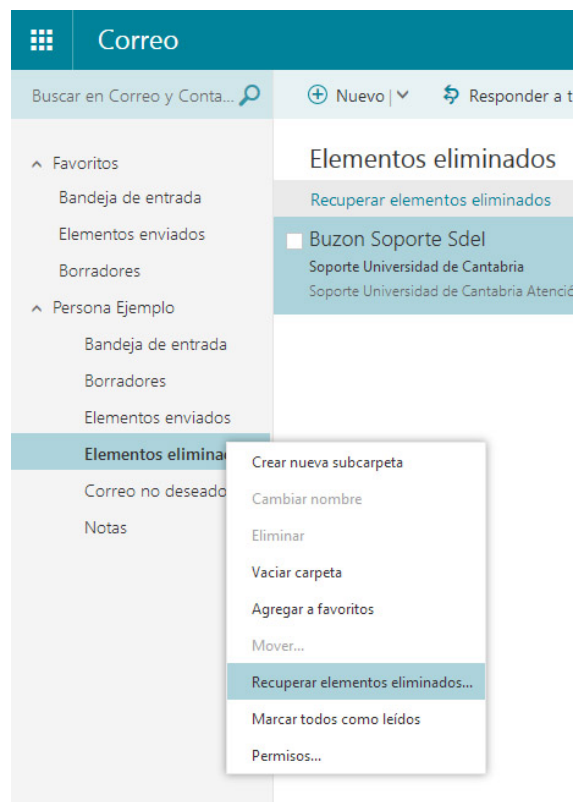 Correo
Buscar en Correo y Conta...
Nuevo
Responder a t
Favoritos
Bandeja de entrada
Elementos enviados
Borradores
Persona Ejemplo
Bandeja de entrada
Borradores
Elementos enviados
Elementos elimina
Correo no deseado
Notas
Elementos eliminados
Recuperar elementos eliminados
Buzon Soporte Sdel
Soporte Universidad de Cantabria
Soporte Universidad de Cantabria Atenció
Crear nueva subcarpeta
Cambiar nombre
Eliminar
Vaciar carpeta
Agregar a favoritos
Mover...
Recuperar elementos eliminados...
Marcar todos como leídos
Permisos...